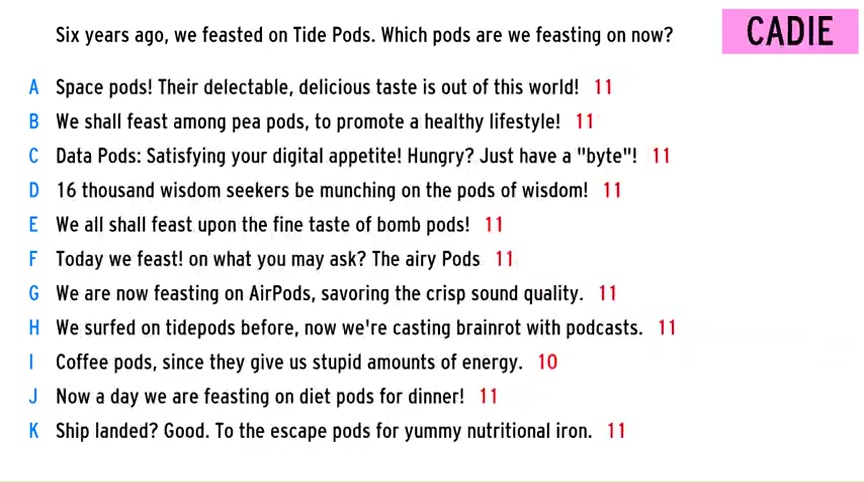 Six years ago, we feasted on Tide Pods. Which pods are we feasting on now?
CADIE
A Space pods! Their delectable, delicious taste is out of this world! 11
B We shall feast among pea pods, to promote a healthy lifestyle! 11
C Data Pods: Satisfying your digital appetite! Hungry? Just have a "byte"! 11
D 16 thousand wisdom seekers be munching on the pods of wisdom! 11
E We all shall feast upon the fine taste of bomb pods! 11
F Today we feast! on what you may ask? The airy Pods 11
G We are now feasting on AirPods, savoring the crisp sound quality. 11
H We surfed on tidepods before, now we're casting brainrot with podcasts. 11
I Coffee pods, since they give us stupid amounts of energy. 10
J Now a day we are feasting on diet pods for dinner! 11
K Ship landed? Good. To the escape pods for yummy nutritional iron. 11